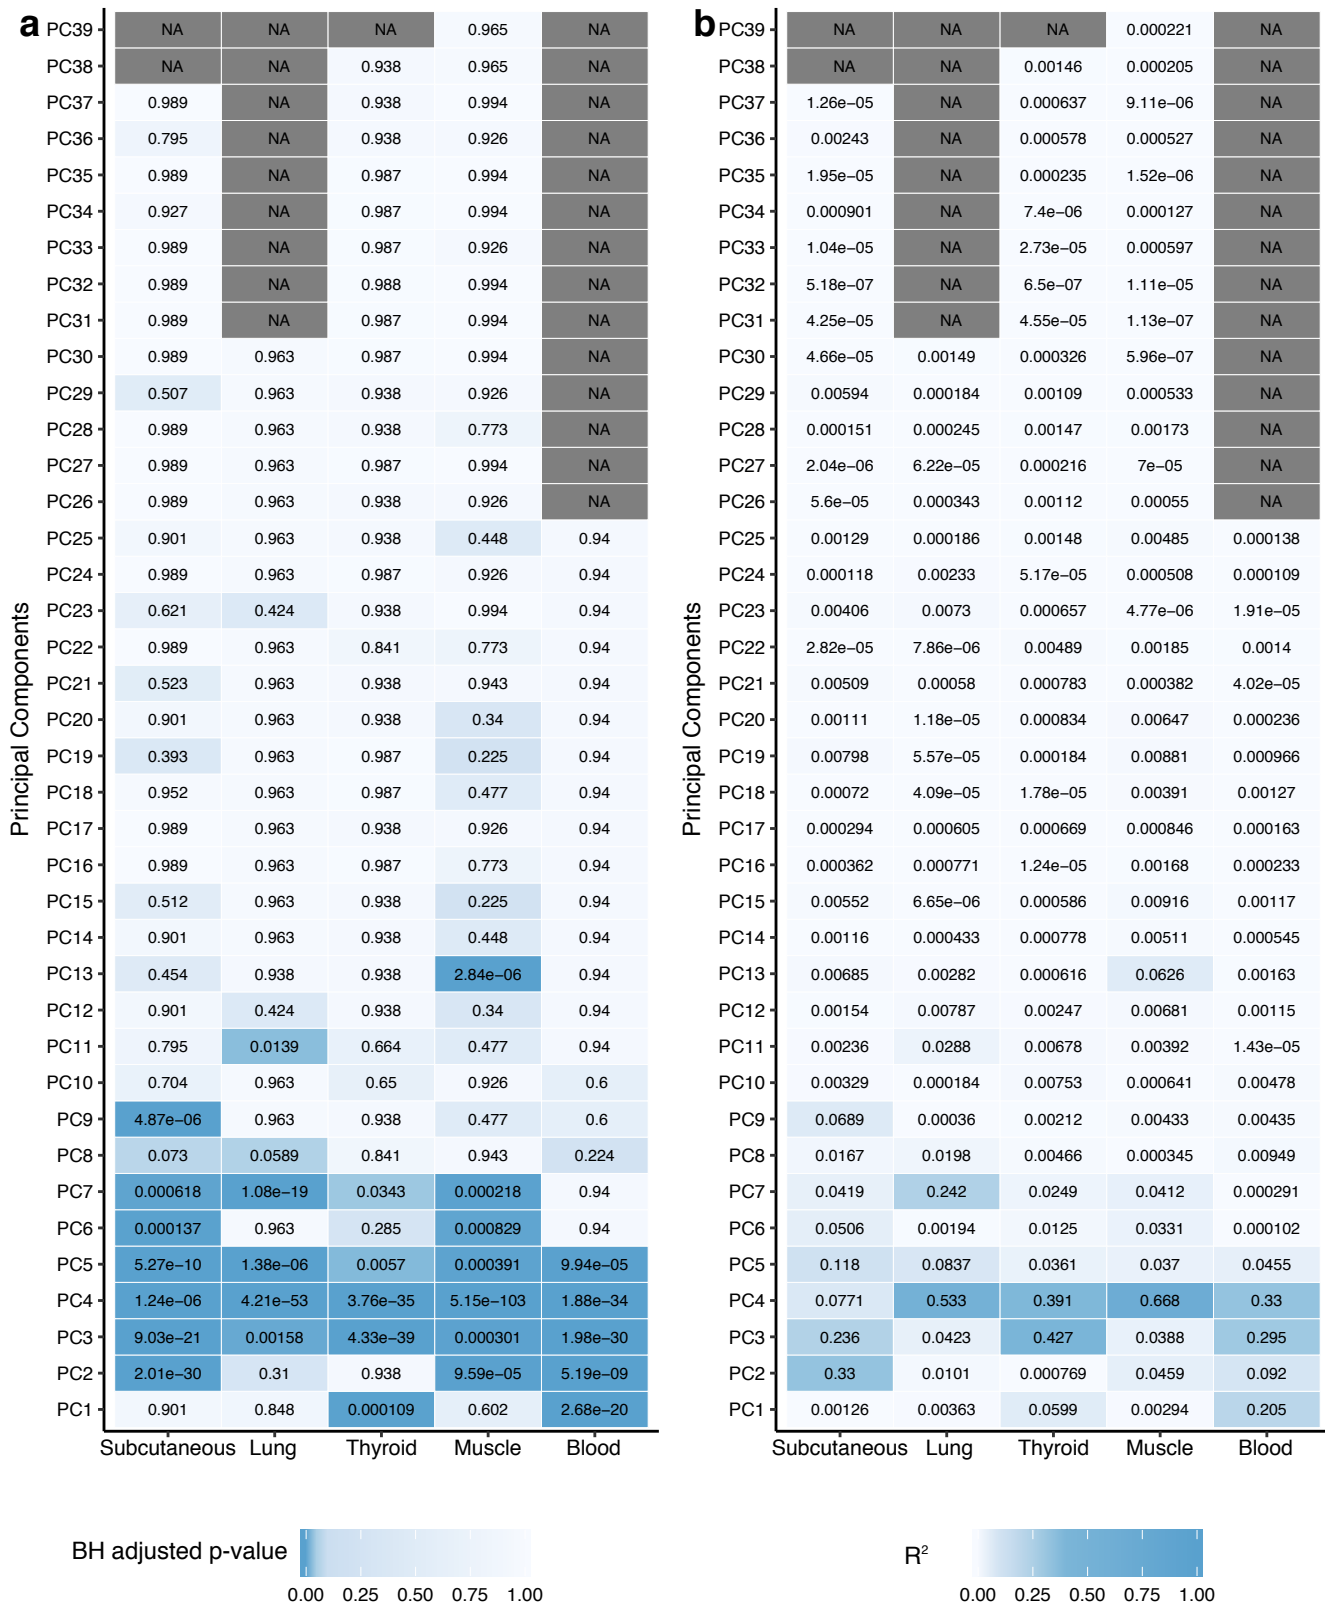 a
PC39 NA NA NA 0.965 NA
PC38 NA NA 0.938 0.965 NA
PC37 0.989 NA 0.938 0.994 NA
PC36 0.795 NA 0.938 0.926 NA
PC35 0.989 NA 0.987 0.994 NA
PC34 0.927 NA 0.987 0.994 NA
PC33 0.989 NA 0.987 0.926 NA
PC32 0.989 NA 0.988 0.994 NA
PC31 0.989 NA 0.987 0.994 NA
PC30 0.989 0.963 0.987 0.994 NA
PC29 0.507 0.963 0.938 0.926 NA
PC28 0.989 0.963 0.938 0.773 NA
PC27 0.989 0.963 0.987 0.994 NA
PC26 0.989 0.963 0.938 0.926 NA
PC25 0.901 0.963 0.938 0.448 0.94
PC24 0.989 0.963 0.987 0.926 0.94
PC23 0.621 0.424 0.938 0.994 0.94
PC22 0.989 0.963 0.841 0.773 0.94
PC21 0.523 0.963 0.938 0.943 0.94
PC20 0.901 0.963 0.938 0.34 0.94
PC19 0.393 0.963 0.987 0.225 0.94
PC18 0.952 0.963 0.987 0.477 0.94
PC17 0.989 0.963 0.938 0.926 0.94
PC16 0.989 0.963 0.987 0.773 0.94
PC15 0.512 0.963 0.938 0.225 0.94
PC14 0.901 0.963 0.938 0.448 0.94
PC13 0.454 0.938 0.938 2.84e−06 0.94
PC12 0.901 0.424 0.938 0.34 0.94
PC11 0.795 0.0139 0.664 0.477 0.94
PC10 0.704 0.963 0.65 0.926 0.6
PC9 4.87e−06 0.963 0.938 0.477 0.6
PC8 0.073 0.0589 0.841 0.943 0.224
PC7 0.000618 1.08e−19 0.0343 0.000218 0.94
PC6 0.000137 0.963 0.285 0.000829 0.94
PC5 5.27e−10 1.38e−06 0.0057 0.000391 9.94e−05
PC4 1.24e−06 4.21e−53 3.76e−35 5.15e−103 1.88e−34
PC3 9.03e−21 0.00158 4.33e−39 0.000301 1.98e−30
PC2 2.01e−30 0.31 0.938 9.59e−05 5.19e−09
PC1 0.901 0.848 0.000109 0.602 2.68e−20
Principal Components
Subcutaneous Lung Thyroid Muscle Blood
BH adjusted p-value
0.00 0.25 0.50 0.75 1.00
b
PC39 NA NA NA 0.000221 NA
PC38 NA NA 0.00146 0.000205 NA
PC37 1.26e−05 NA 0.000637 9.11e−06 NA
PC36 0.00243 NA 0.000578 0.000527 NA
PC35 1.95e−05 NA 0.000235 1.52e−06 NA
PC34 0.000901 NA 7.4e−06 0.000127 NA
PC33 1.04e−05 NA 2.73e−05 0.000597 NA
PC32 5.18e−07 NA 6.5e−07 1.11e−05 NA
PC31 4.25e−05 NA 4.55e−05 1.13e−07 NA
PC30 4.66e−05 0.00149 0.000326 5.96e−07 NA
PC29 0.00594 0.000184 0.00109 0.000533 NA
PC28 0.000151 0.000245 0.00147 0.00173 NA
PC27 2.04e−06 6.22e−05 0.000216 7e−05 NA
PC26 5.6e−05 0.000343 0.00112 0.00055 NA
PC25 0.00129 0.000186 0.00148 0.00485 0.000138
PC24 0.000118 0.00233 5.17e−05 0.000508 0.000109
PC23 0.00406 0.0073 0.000657 4.77e−06 1.91e−05
PC22 2.82e−05 7.86e−06 0.00489 0.00185 0.0014
PC21 0.00509 0.00058 0.000783 0.000382 4.02e−05
PC20 0.00111 1.18e−05 0.000834 0.00647 0.000236
PC19 0.00798 5.57e−05 0.000184 0.00881 0.000966
PC18 0.00072 4.09e−05 1.78e−05 0.00391 0.00127
PC17 0.000294 0.000605 0.000669 0.000846 0.000163
PC16 0.000362 0.000771 1.24e−05 0.00168 0.000233
PC15 0.00552 6.65e−06 0.000586 0.00916 0.00117
PC14 0.00116 0.000433 0.000778 0.00511 0.000545
PC13 0.00685 0.00282 0.000616 0.0626 0.00163
PC12 0.00154 0.00787 0.00247 0.00681 0.00115
PC11 0.00236 0.0288 0.00678 0.00392 1.43e−05
PC10 0.00329 0.000184 0.00753 0.000641 0.00478
PC9 0.0689 0.00036 0.00212 0.00433 0.00435
PC8 0.0167 0.0198 0.00466 0.000345 0.00949
PC7 0.0419 0.242 0.0249 0.0412 0.000291
PC6 0.0506 0.00194 0.0125 0.0331 0.000102
PC5 0.118 0.0837 0.0361 0.037 0.0455
PC4 0.0771 0.533 0.391 0.668 0.33
PC3 0.236 0.0423 0.427 0.0388 0.295
PC2 0.33 0.0101 0.000769 0.0459 0.092
PC1 0.00126 0.00363 0.0599 0.00294 0.205
Principal Components
Subcutaneous Lung Thyroid Muscle Blood
R²
0.00 0.25 0.50 0.75 1.00